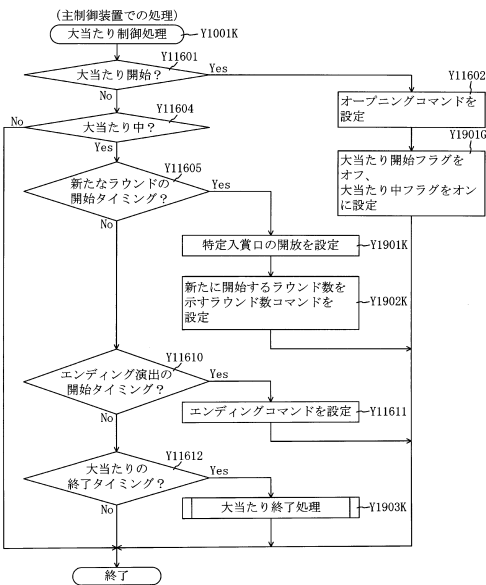 (主制御装置での処理)
大当たり制御処理
Y1001K
大当たり開始?
Y11601
Yes
No
Y11602
オープニングコマンドを
設定
大当たり中?
Y11604
No
Yes
Y1901G
大当たり開始フラグを
オフ、
大当たり中フラグをオン
に設定
新たなラウンドの
開始タイミング?
Y11605
Yes
No
特定入賞口の開放を設定
Y1901K
新たに開始するラウンド数を
示すラウンド数コマンドを
設定
Y1902K
エンディング演出の
開始タイミング?
Y11610
Yes
No
エンディングコマンドを設定
Y11611
大当たりの
終了タイミング?
Y11612
Yes
No
大当たり終了処理
Y1903K
終了